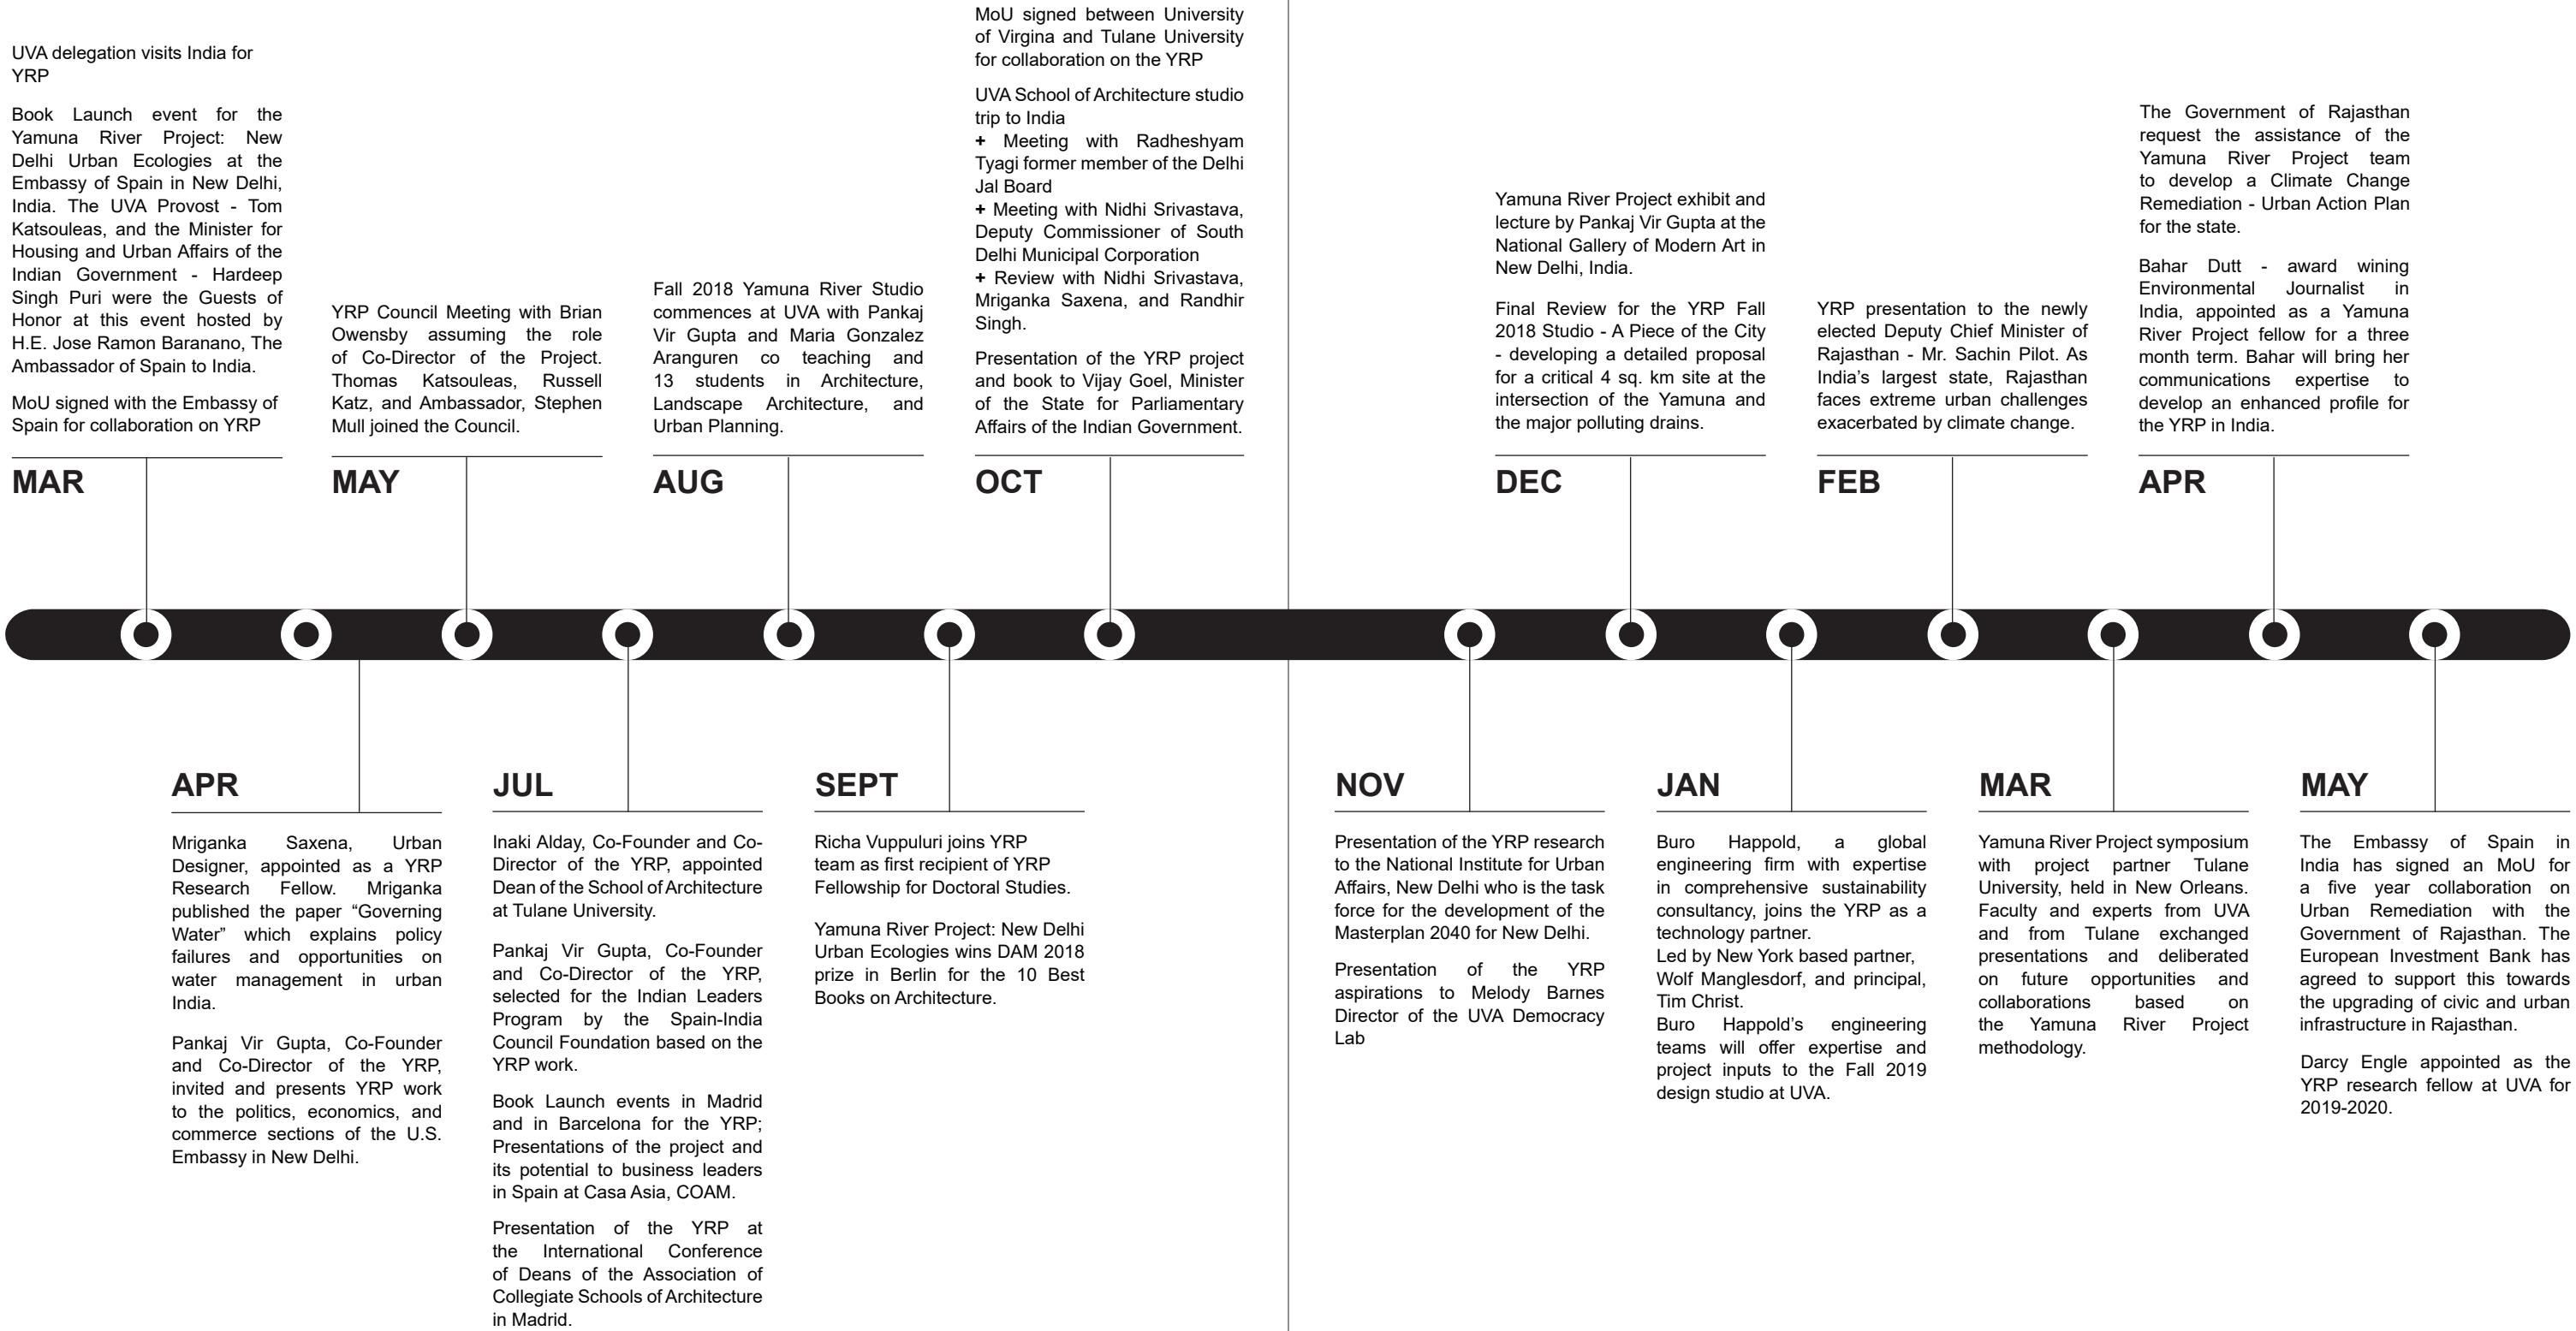 UVA delegation visits India for
YRP
Book Launch event for the
Yamuna River Project: New
Delhi Urban Ecologies at the
Embassy of Spain in New Delhi,
India. The UVA Provost - Tom
Katsouleas, and the Minister for
Housing and Urban Affairs of the
Indian Government - Hardeep
Singh Puri were the Guests of
Honor at this event hosted by
H.E. Jose Ramon Baranano, The
Ambassador of Spain to India.
MoU signed with the Embassy of
Spain for collaboration on YRP
MAR
YRP Council Meeting with Brian
Owensby assuming the role
of Co-Director of the Project.
Thomas Katsouleas, Russell
Katz, and Ambassador, Stephen
Mull joined the Council.
MAY
Fall 2018 Yamuna River Studio
commences at UVA with Pankaj
Vir Gupta and Maria Gonzalez
Aranguren co teaching and
13 students in Architecture,
Landscape Architecture, and
Urban Planning.
AUG
MoU signed between University
of Virgina and Tulane University
for collaboration on the YRP
UVA School of Architecture studio
trip to India
+ Meeting with Radheshyam
Tyagi former member of the Delhi
Jal Board
+ Meeting with Nidhi Srivastava,
Deputy Commissioner of South
Delhi Municipal Corporation
+ Review with Nidhi Srivastava,
Mriganka Saxena, and Randhir
Singh.
Presentation of the YRP project
and book to Vijay Goel, Minister
of the State for Parliamentary
Affairs of the Indian Government.
OCT
Yamuna River Project exhibit and
lecture by Pankaj Vir Gupta at the
National Gallery of Modern Art in
New Delhi, India.
Final Review for the YRP Fall
2018 Studio - A Piece of the City
- developing a detailed proposal
for a critical 4 sq. km site at the
intersection of the Yamuna and
the major polluting drains.
DEC
YRP presentation to the newly
elected Deputy Chief Minister of
Rajasthan - Mr. Sachin Pilot. As
India’s largest state, Rajasthan
faces extreme urban challenges
exacerbated by climate change.
FEB
The Government of Rajasthan
request the assistance of the
Yamuna River Project team
to develop a Climate Change
Remediation - Urban Action Plan
for the state.
Bahar Dutt - award wining
Environmental Journalist in
India, appointed as a Yamuna
River Project fellow for a three
month term. Bahar will bring her
communications expertise to
develop an enhanced profile for
the YRP in India.
APR
APR
Mriganka Saxena, Urban
Designer, appointed as a YRP
Research Fellow. Mriganka
published the paper “Governing
Water” which explains policy
failures and opportunities on
water management in urban
India.
Pankaj Vir Gupta, Co-Founder
and Co-Director of the YRP,
invited and presents YRP work
to the politics, economics, and
commerce sections of the U.S.
Embassy in New Delhi.
JUL
Inaki Alday, Co-Founder and Co-
Director of the YRP, appointed
Dean of the School of Architecture
at Tulane University.
Pankaj Vir Gupta, Co-Founder
and Co-Director of the YRP,
selected for the Indian Leaders
Program by the Spain-India
Council Foundation based on the
YRP work.
Book Launch events in Madrid
and in Barcelona for the YRP;
Presentations of the project and
its potential to business leaders
in Spain at Casa Asia, COAM.
Presentation of the YRP at
the International Conference
of Deans of the Association of
Collegiate Schools of Architecture
in Madrid.
SEPT
Richa Vuppuluri joins YRP
team as first recipient of YRP
Fellowship for Doctoral Studies.
Yamuna River Project: New Delhi
Urban Ecologies wins DAM 2018
prize in Berlin for the 10 Best
Books on Architecture.
NOV
Presentation of the YRP research
to the National Institute for Urban
Affairs, New Delhi who is the task
force for the development of the
Masterplan 2040 for New Delhi.
Presentation of the YRP
aspirations to Melody Barnes
Director of the UVA Democracy
Lab
JAN
Buro Happold, a global
engineering firm with expertise
in comprehensive sustainability
consultancy, joins the YRP as a
technology partner.
Led by New York based partner,
Wolf Manglesdorf, and principal,
Tim Christ.
Buro Happold’s engineering
teams will offer expertise and
project inputs to the Fall 2019
design studio at UVA.
MAR
Yamuna River Project symposium
with project partner Tulane
University, held in New Orleans.
Faculty and experts from UVA
and from Tulane exchanged
presentations and deliberated
on future opportunities and
collaborations based on
the Yamuna River Project
methodology.
MAY
The Embassy of Spain in
India has signed an MoU for
a five year collaboration on
Urban Remediation with the
Government of Rajasthan. The
European Investment Bank has
agreed to support this towards
the upgrading of civic and urban
infrastructure in Rajasthan.
Darcy Engle appointed as the
YRP research fellow at UVA for
2019-2020.